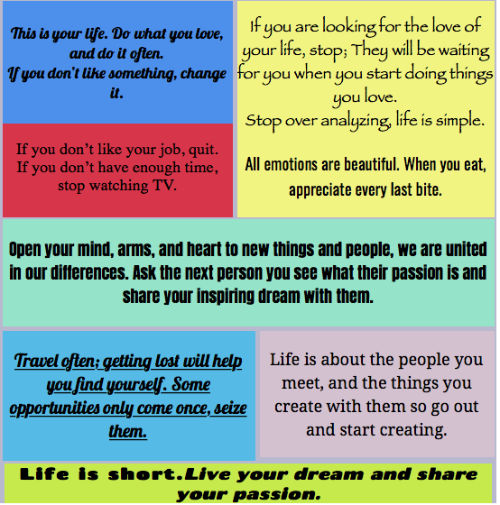 This is your life. Do what you love,
and do it often.
If you don't like something, change
it.
If you don't like your job, quit.
If you don't have enough time,
stop watching TV.
If you are looking for the love of
your life, stop; They will be waiting
for you when you start doing things
you love.
Stop over analyzing, life is simple.
All emotions are beautiful. When you eat,
appreciate every last bite.
Open your mind, arms, and heart to new things and people, we are united
in our differences. Ask the next person you see what their passion is and
share your inspiring dream with them.
Travel often; getting lost will help
you find yourself. Some
opportunities only come once, seize
them.
Life is about the people you
meet, and the things you
create with them so go out
and start creating.
Life is short.Live your dream and share
your passion.